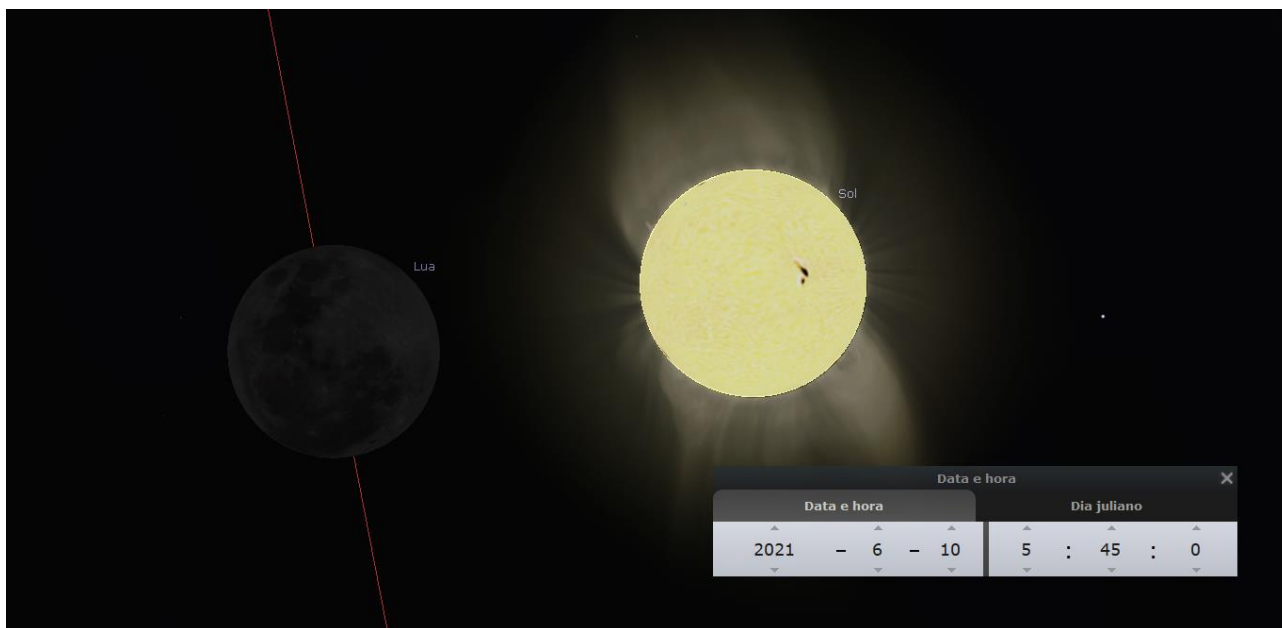 Sol
Lua
Data e hora ×
Data e hora Dia juliano
2021 – 6 – 10 5 : 45 : 0